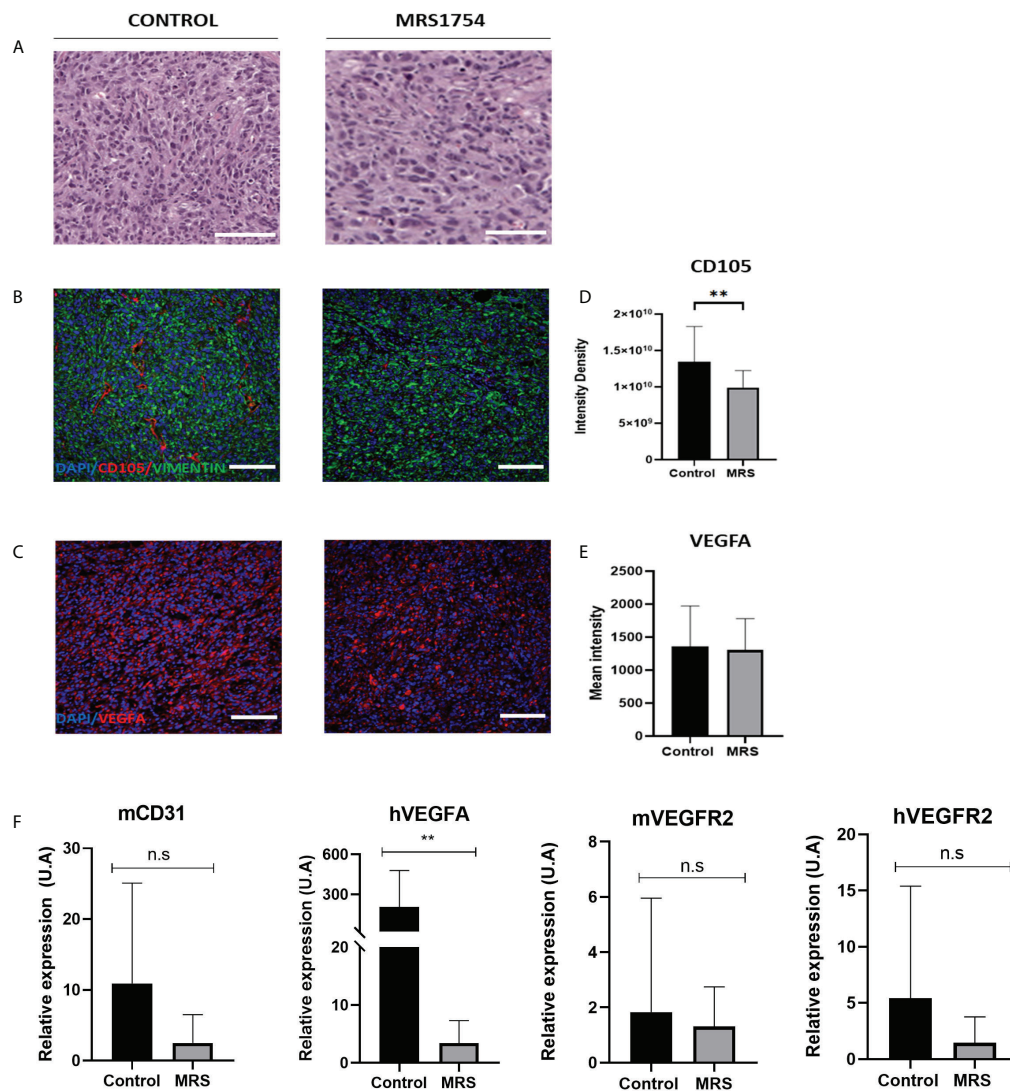 CONTROL
MRS1754
A
B
DAPI/CD105/VIMENTIN
D
CD105
**
Intensity Density
2×10¹⁰
1.5×10¹⁰
1×10¹⁰
5×10⁹
0
Control
MRS
C
DAPI/VEGFA
E
VEGFA
Mean intensity
2500
2000
1500
1000
500
0
Control
MRS
F
mCD31
n.s
Relative expression (U.A)
30
20
10
0
Control
MRS
hVEGFA
**
Relative expression (U.A)
600
300
20
10
0
Control
MRS
mVEGFR2
n.s
Relative expression (U.A)
8
6
4
2
0
Control
MRS
hVEGFR2
n.s
Relative expression (U.A)
20
15
10
5
0
Control
MRS